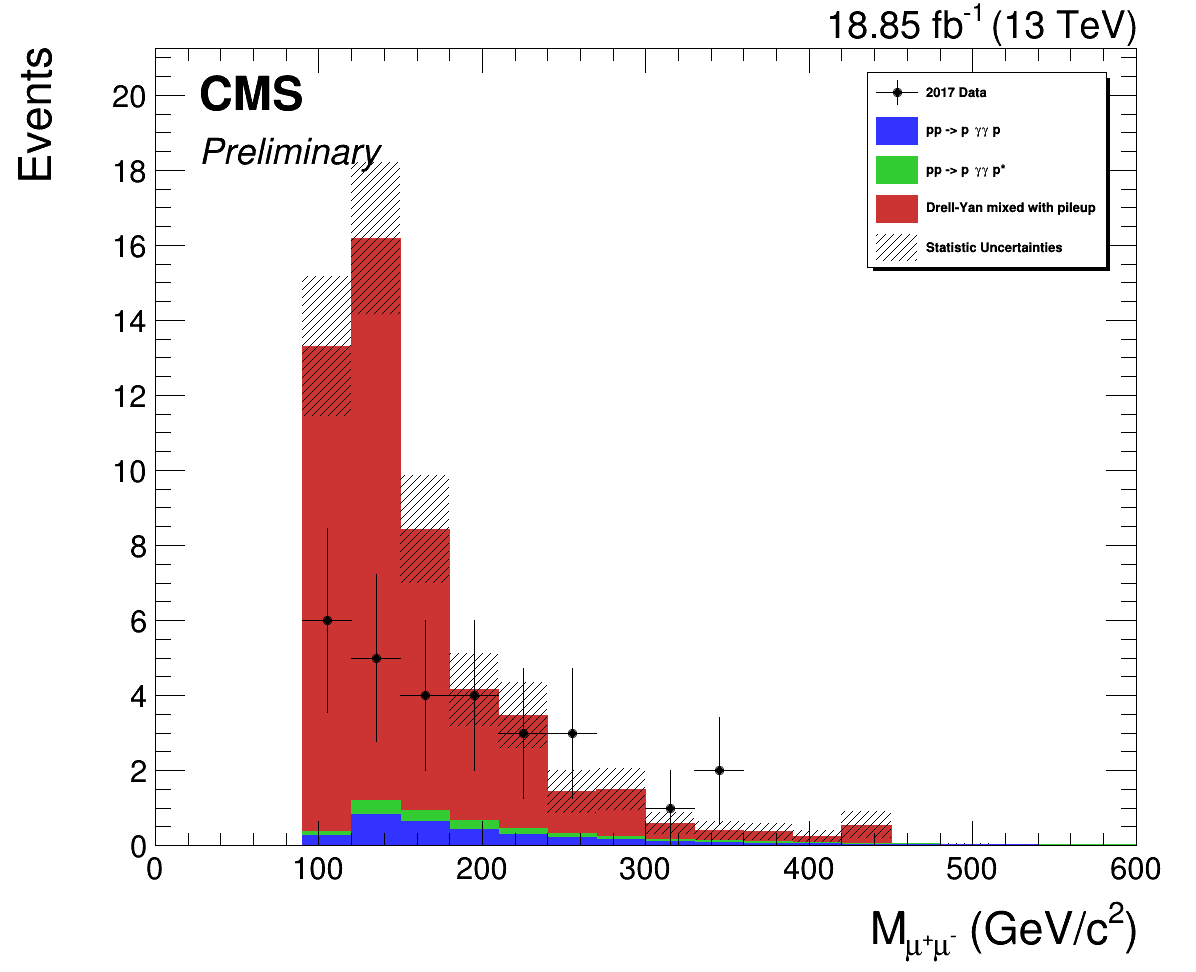 18.85 fb⁻¹ (13 TeV)
Events
CMS
Preliminary
2017 Data
pp -> p γγ p
pp -> p γγ p*
Drell-Yan mixed with pileup
Statistic Uncertainties
20
18
16
14
12
10
8
6
4
2
0
0 100 200 300 400 500 600
M_μ⁺μ⁻ (GeV/c²)